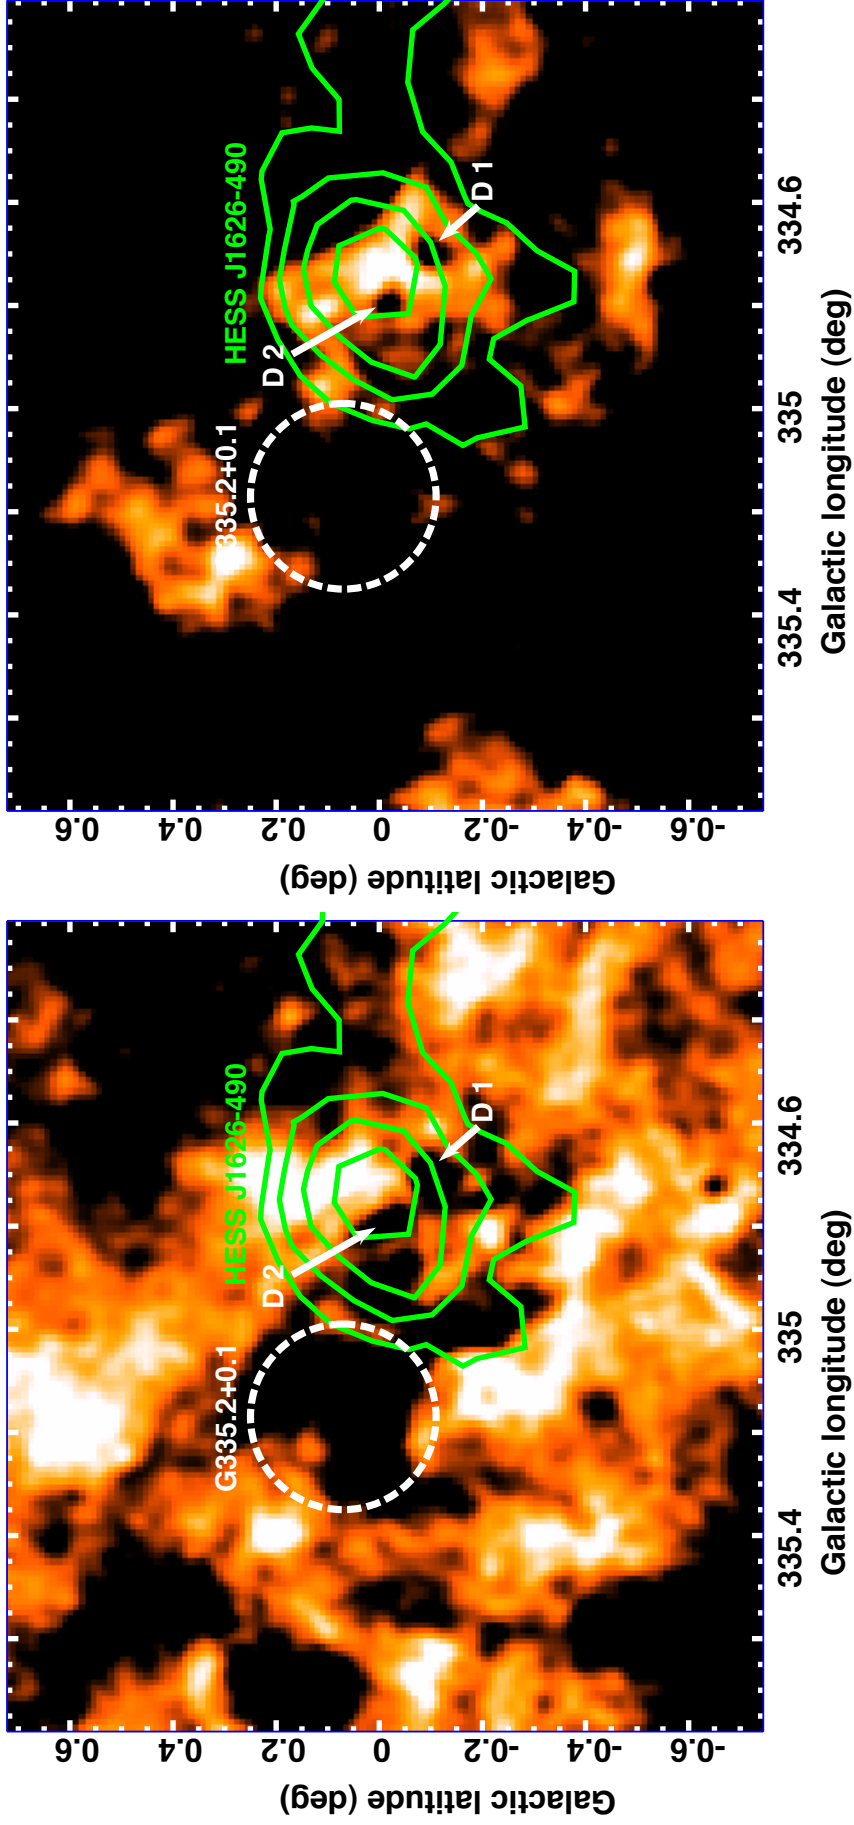 HESS J1626-490
D 2
D 1
G335.2+0.1
0.6
0.4
0.2
0
-0.2
-0.4
-0.6
Galactic latitude (deg)
335.4
335
334.6
Galactic longitude (deg)
HESS J1626-490
D 2
D 1
335.2+0.1
0.6
0.4
0.2
0
-0.2
-0.4
-0.6
Galactic latitude (deg)
335.4
335
334.6
Galactic longitude (deg)